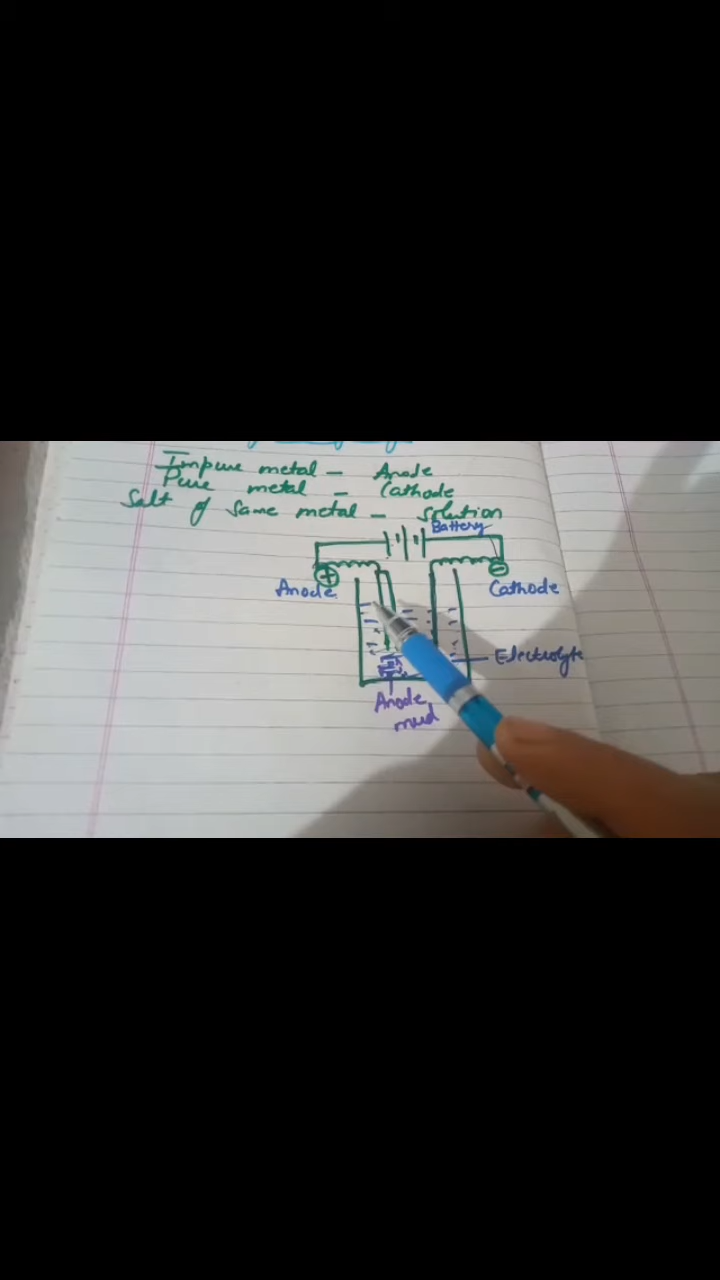 Impure metal - Anode
Pure metal - Cathode
Salt of same metal - solution
Battery
+
-
Anode
Cathode
Electrolyte
Anode
mud